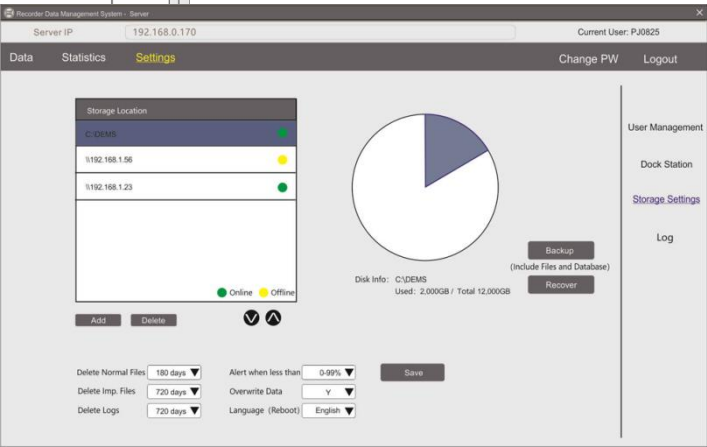 Recorder Data Management System - Server
Server IP 192.168.0.170 Current User: PJ0825
Data Statistics Settings Change PW Logout
Storage Location
C:\DEMS
\\192.168.1.56
\\192.168.1.23
Online Offline
Add Delete
Disk Info: C:\DEMS
Used: 2,000GB / Total 12,000GB
Backup
(Include Files and Database)
Recover
User Management
Dock Station
Storage Settings
Log
Delete Normal Files 180 days Alert when less than 0-99% Save
Delete Imp. Files 720 days Overwrite Data Y
Delete Logs 720 days Language (Reboot) English